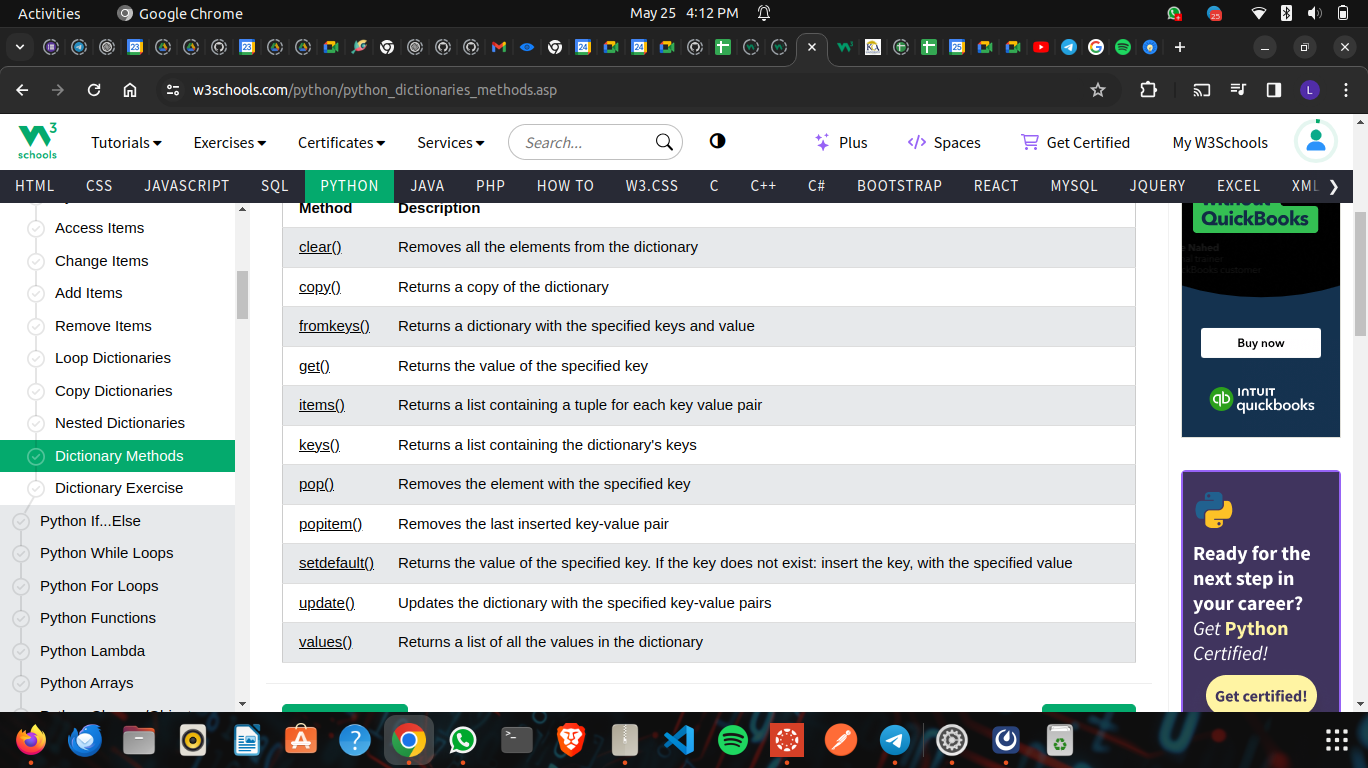 Activities Google Chrome May 25 4:12 PM 25
23 23 24 24 25
w3schools.com/python/python_dictionaries_methods.asp L
W3 schools Tutorials Exercises Certificates Services Search... Plus Spaces Get Certified My W3Schools
HTML CSS JAVASCRIPT SQL PYTHON JAVA PHP HOW TO W3.CSS C C++ C# BOOTSTRAP REACT MYSQL JQUERY EXCEL XML
Access Items
Change Items
Add Items
Remove Items
Loop Dictionaries
Copy Dictionaries
Nested Dictionaries
Dictionary Methods
Dictionary Exercise
Python If...Else
Python While Loops
Python For Loops
Python Functions
Python Lambda
Python Arrays
Method Description
clear() Removes all the elements from the dictionary
copy() Returns a copy of the dictionary
fromkeys() Returns a dictionary with the specified keys and value
get() Returns the value of the specified key
items() Returns a list containing a tuple for each key value pair
keys() Returns a list containing the dictionary's keys
pop() Removes the element with the specified key
popitem() Removes the last inserted key-value pair
setdefault() Returns the value of the specified key. If the key does not exist: insert the key, with the specified value
update() Updates the dictionary with the specified key-value pairs
values() Returns a list of all the values in the dictionary
QuickBooks
Nahed
trainer
customer
Buy now
qb INTUIT
quickbooks
Ready for the
next step in
your career?
Get Python
Certified!
Get certified!